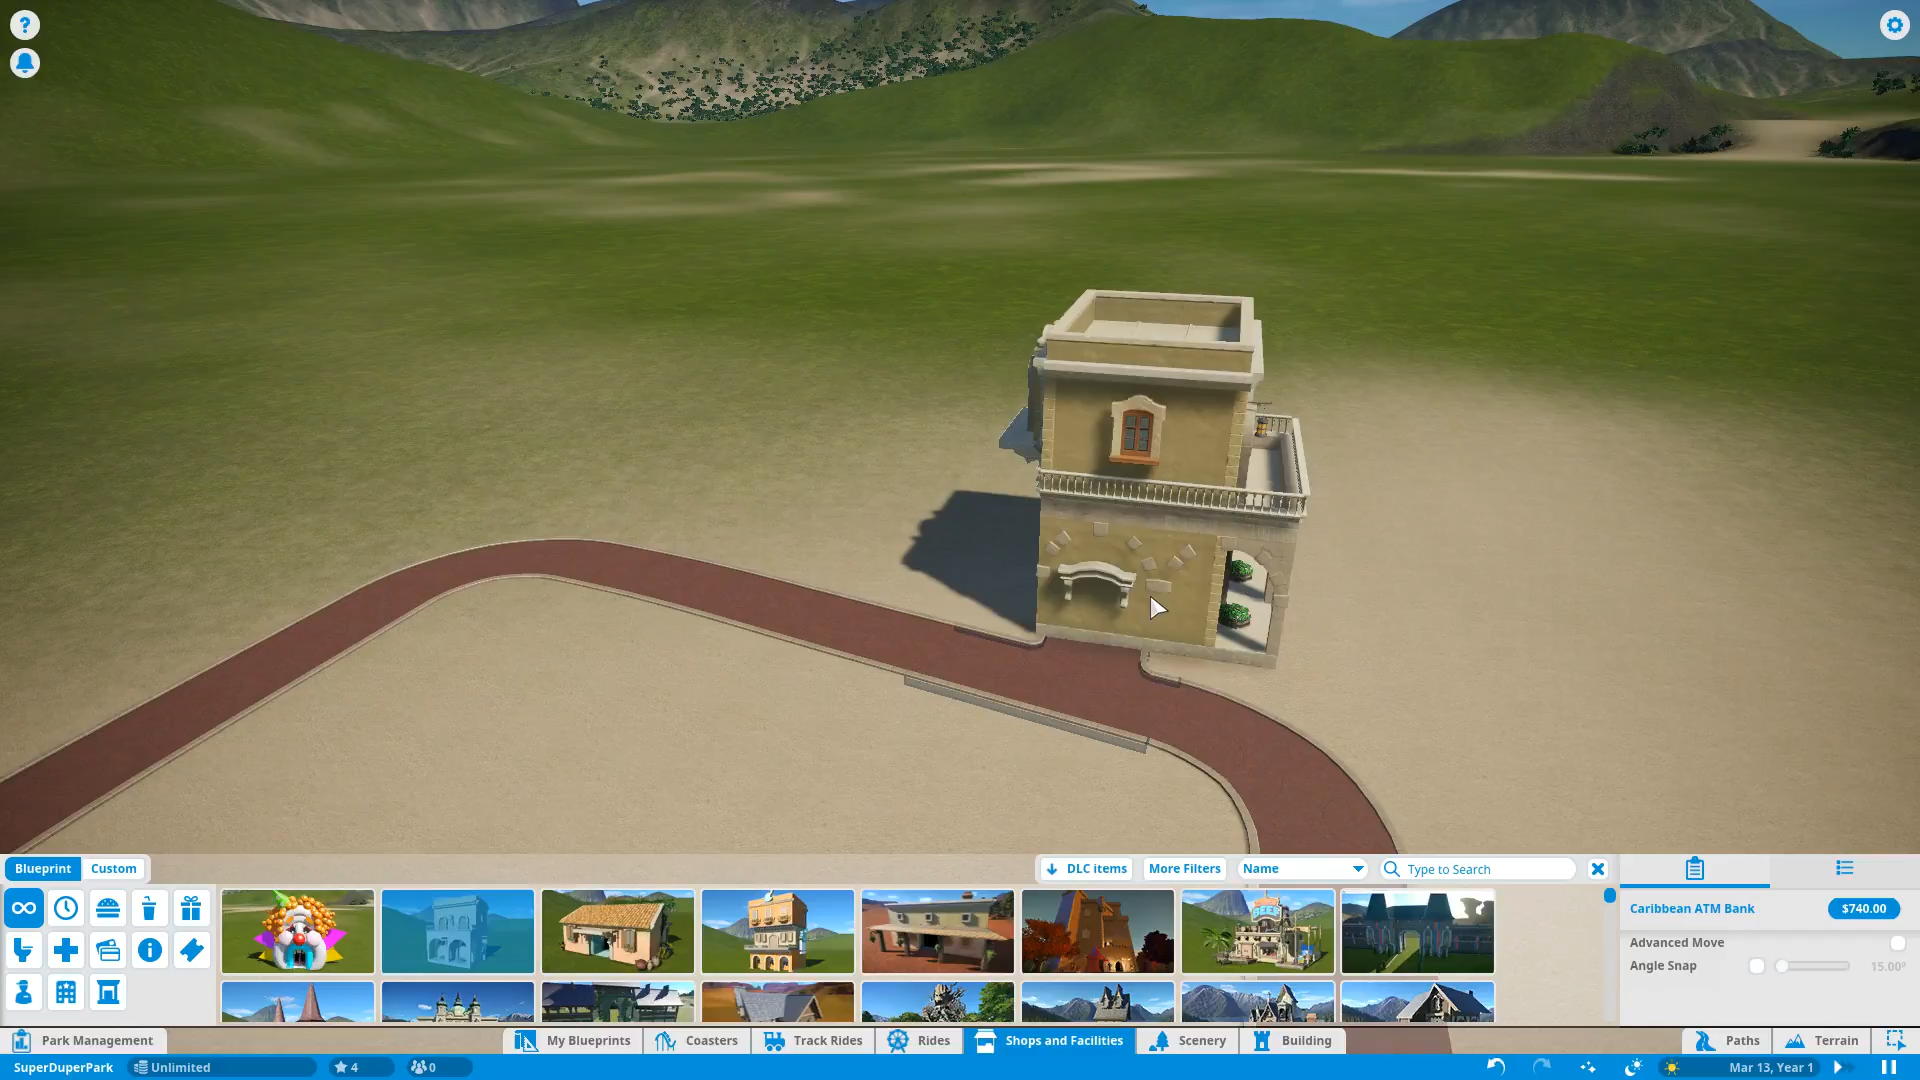 ?
Blueprint
Custom
DLC items
More Filters
Name
Type to Search
BEER
Caribbean ATM Bank
$740.00
Advanced Move
Angle Snap
15.00°
Park Management
My Blueprints
Coasters
Track Rides
Rides
Shops and Facilities
Scenery
Building
Paths
Terrain
SuperDuperPark
Unlimited
4
0
Mar 13, Year 1